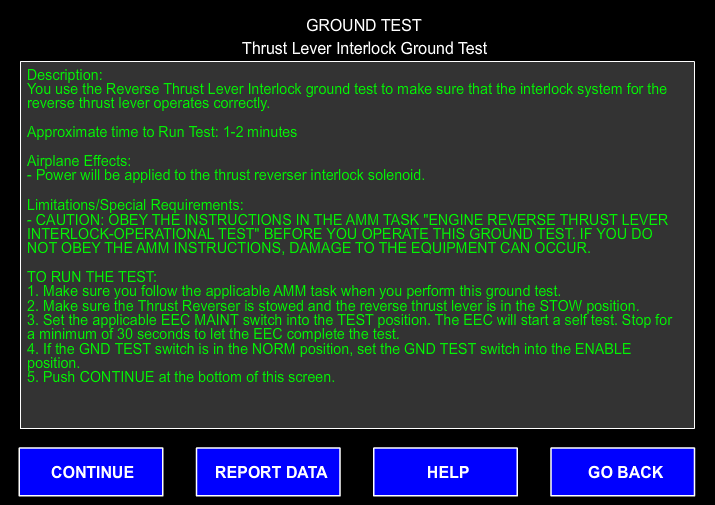 GROUND TEST
Thrust Lever Interlock Ground Test
Description:
You use the Reverse Thrust Lever Interlock ground test to make sure that the interlock system for the
reverse thrust lever operates correctly.
Approximate time to Run Test: 1-2 minutes
Airplane Effects:
- Power will be applied to the thrust reverser interlock solenoid.
Limitations/Special Requirements:
- CAUTION: OBEY THE INSTRUCTIONS IN THE AMM TASK "ENGINE REVERSE THRUST LEVER
INTERLOCK-OPERATIONAL TEST" BEFORE YOU OPERATE THIS GROUND TEST. IF YOU DO
NOT OBEY THE AMM INSTRUCTIONS, DAMAGE TO THE EQUIPMENT CAN OCCUR.
TO RUN THE TEST:
1. Make sure you follow the applicable AMM task when you perform this ground test.
2. Make sure the Thrust Reverser is stowed and the reverse thrust lever is in the STOW position.
3. Set the applicable EEC MAINT switch into the TEST position. The EEC will start a self test. Stop for
a minimum of 30 seconds to let the EEC complete the test.
4. If the GND TEST switch is in the NORM position, set the GND TEST switch into the ENABLE
position.
5. Push CONTINUE at the bottom of this screen.
CONTINUE
REPORT DATA
HELP
GO BACK